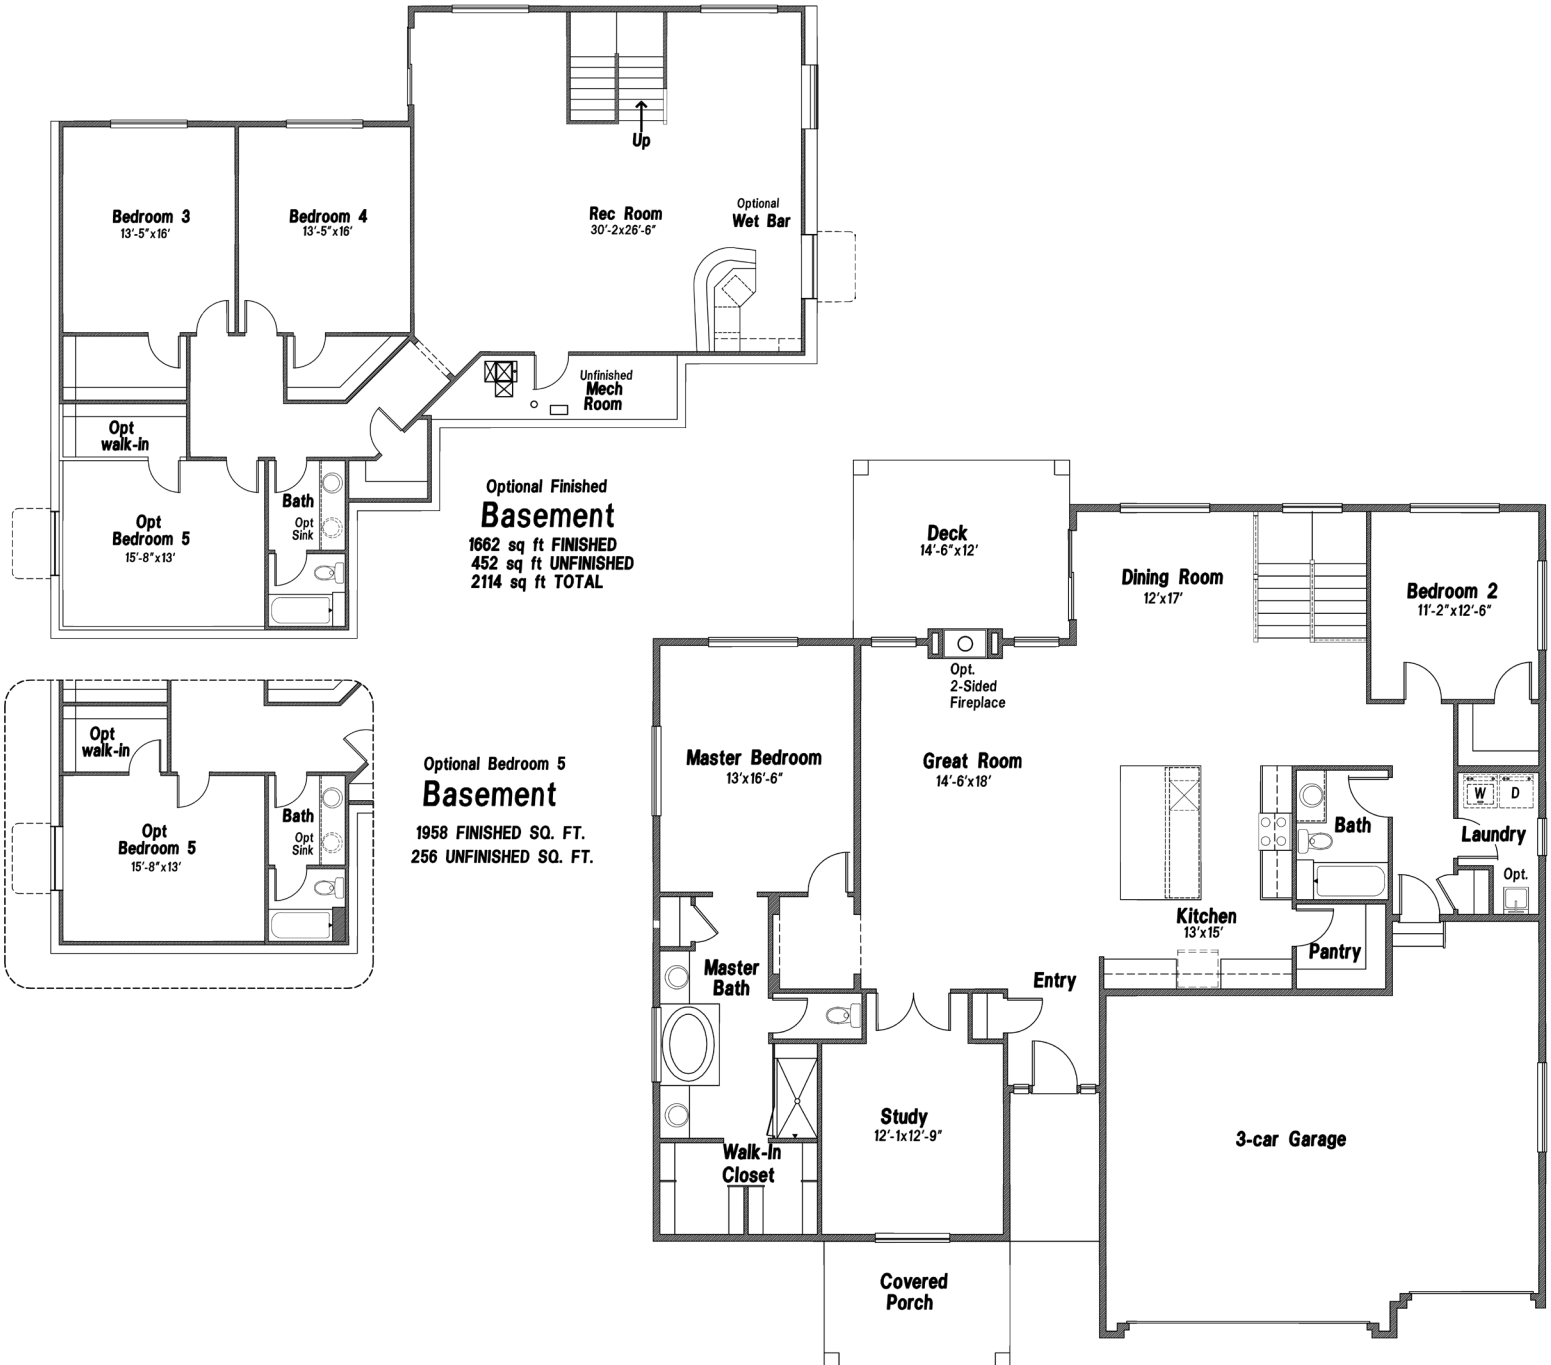 Up
Bedroom 3
13'-5"x16'
Bedroom 4
13'-5"x16'
Rec Room
30'-2x26'-6"
Optional
Wet Bar
Unfinished
Mech
Room
Opt
walk-in
Opt
Bedroom 5
15'-8"x13'
Bath
Opt
Sink
Optional Finished
Basement
1662 sq ft FINISHED
452 sq ft UNFINISHED
2114 sq ft TOTAL
Opt
walk-in
Opt
Bedroom 5
15'-8"x13'
Bath
Opt
Sink
Optional Bedroom 5
Basement
1958 FINISHED SQ. FT.
256 UNFINISHED SQ. FT.
Deck
14'-6"x12'
Dining Room
12'x17'
Bedroom 2
11'-2"x12'-6"
Opt.
2-Sided
Fireplace
Master Bedroom
13'x16'-6"
Great Room
14'-6'x18'
W
D
Bath
Laundry
Opt.
Kitchen
13'x15'
Pantry
Master
Bath
Entry
Study
12'-1x12'-9"
Walk-In
Closet
3-car Garage
Covered
Porch